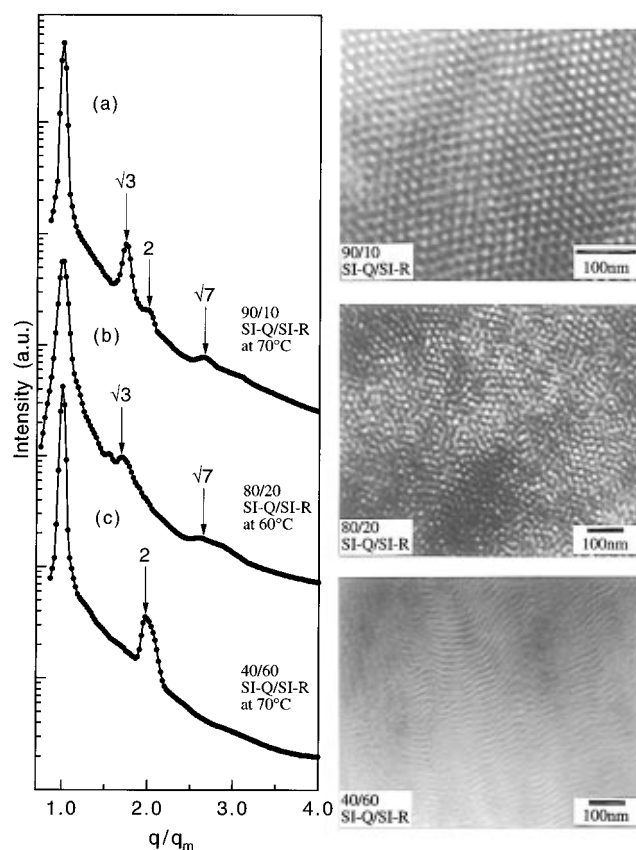 (a)
√3
2
√7
90/10
SI-Q/SI-R
at 70°C
(b)
√3
√7
80/20
SI-Q/SI-R
at 60°C
(c)
2
40/60
SI-Q/SI-R
at 70°C
Intensity (a.u.)
1.0 2.0 3.0 4.0
q/qm
90/10
SI-Q/SI-R
100nm
80/20
SI-Q/SI-R
100nm
40/60
SI-Q/SI-R
100nm